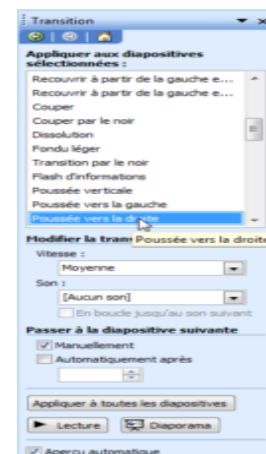 Transition
Appliquer aux diapositives
sélectionnées :
Recouvrir à partir de la gauche e...
Recouvrir à partir de la gauche e...
Couper
Couper par le noir
Dissolution
Fondu léger
Transition par le noir
Flash d'informations
Poussée verticale
Poussée vers la gauche
Poussée vers la droite
Modifier la tran
Poussée vers la droite
Vitesse :
Moyenne
Son :
[Aucun son]
En boucle jusqu'au son suivant
Passer à la diapositive suivante
Manuellement
Automatiquement après
Appliquer à toutes les diapositives
Lecture
Diaporama
Aperçu automatique